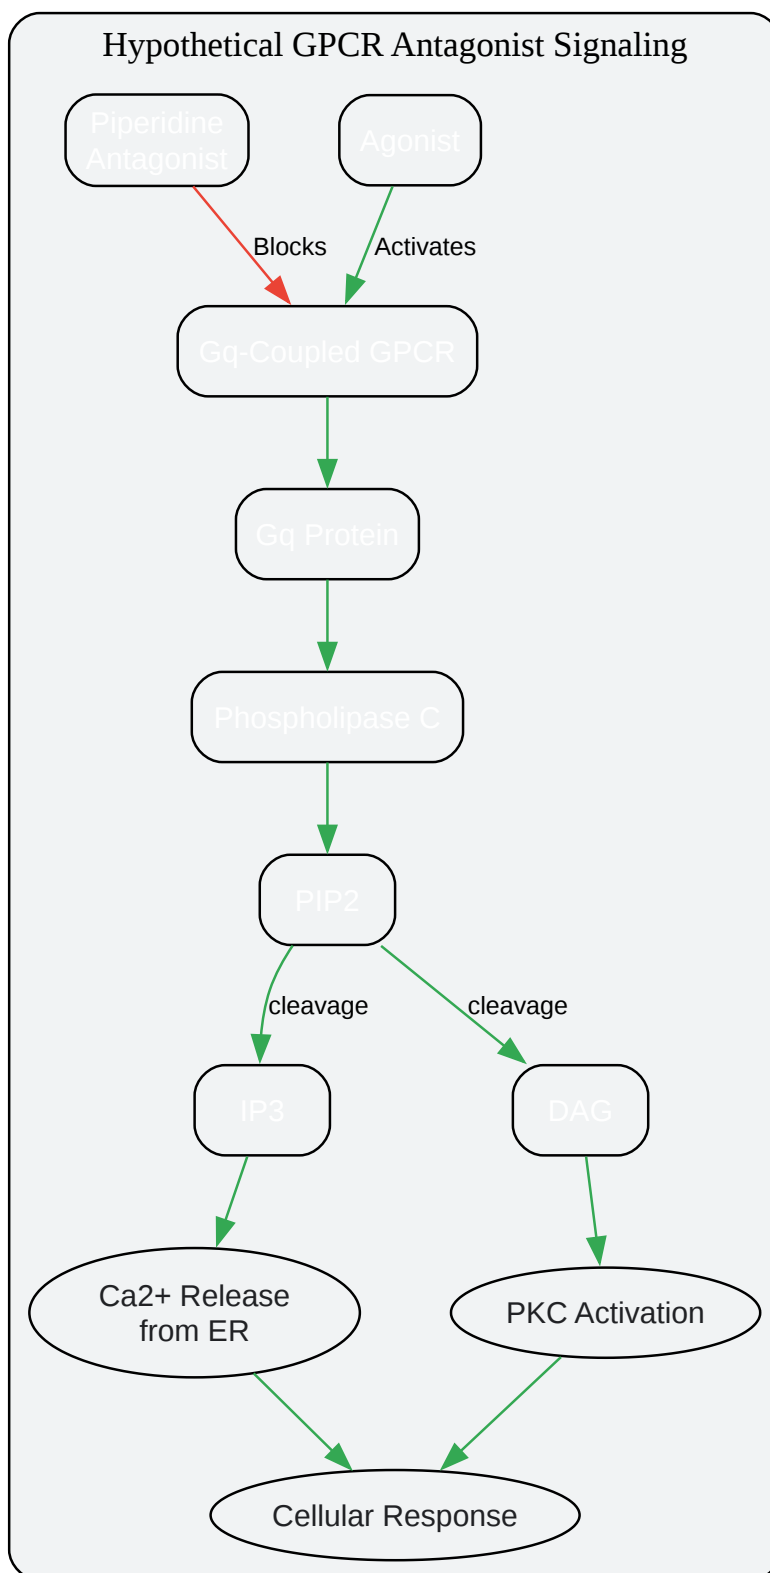 Hypothetical GPCR Antagonist Signaling
Piperidine
Antagonist
Agonist
Blocks
Activates
Gq-Coupled GPCR
Gq Protein
Phospholipase C
PIP2
cleavage
cleavage
IP3
DAG
Ca2+ Release
from ER
PKC Activation
Cellular Response